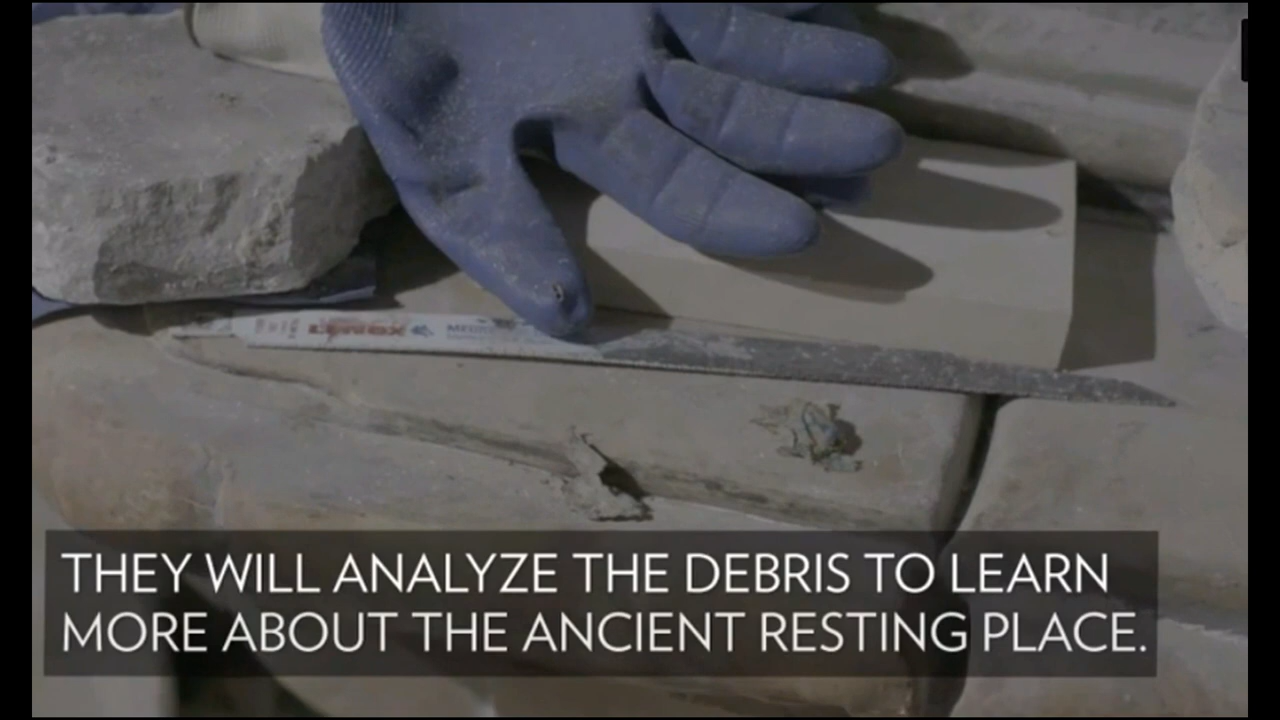 THEY WILL ANALYZE THE DEBRIS TO LEARN
MORE ABOUT THE ANCIENT RESTING PLACE.